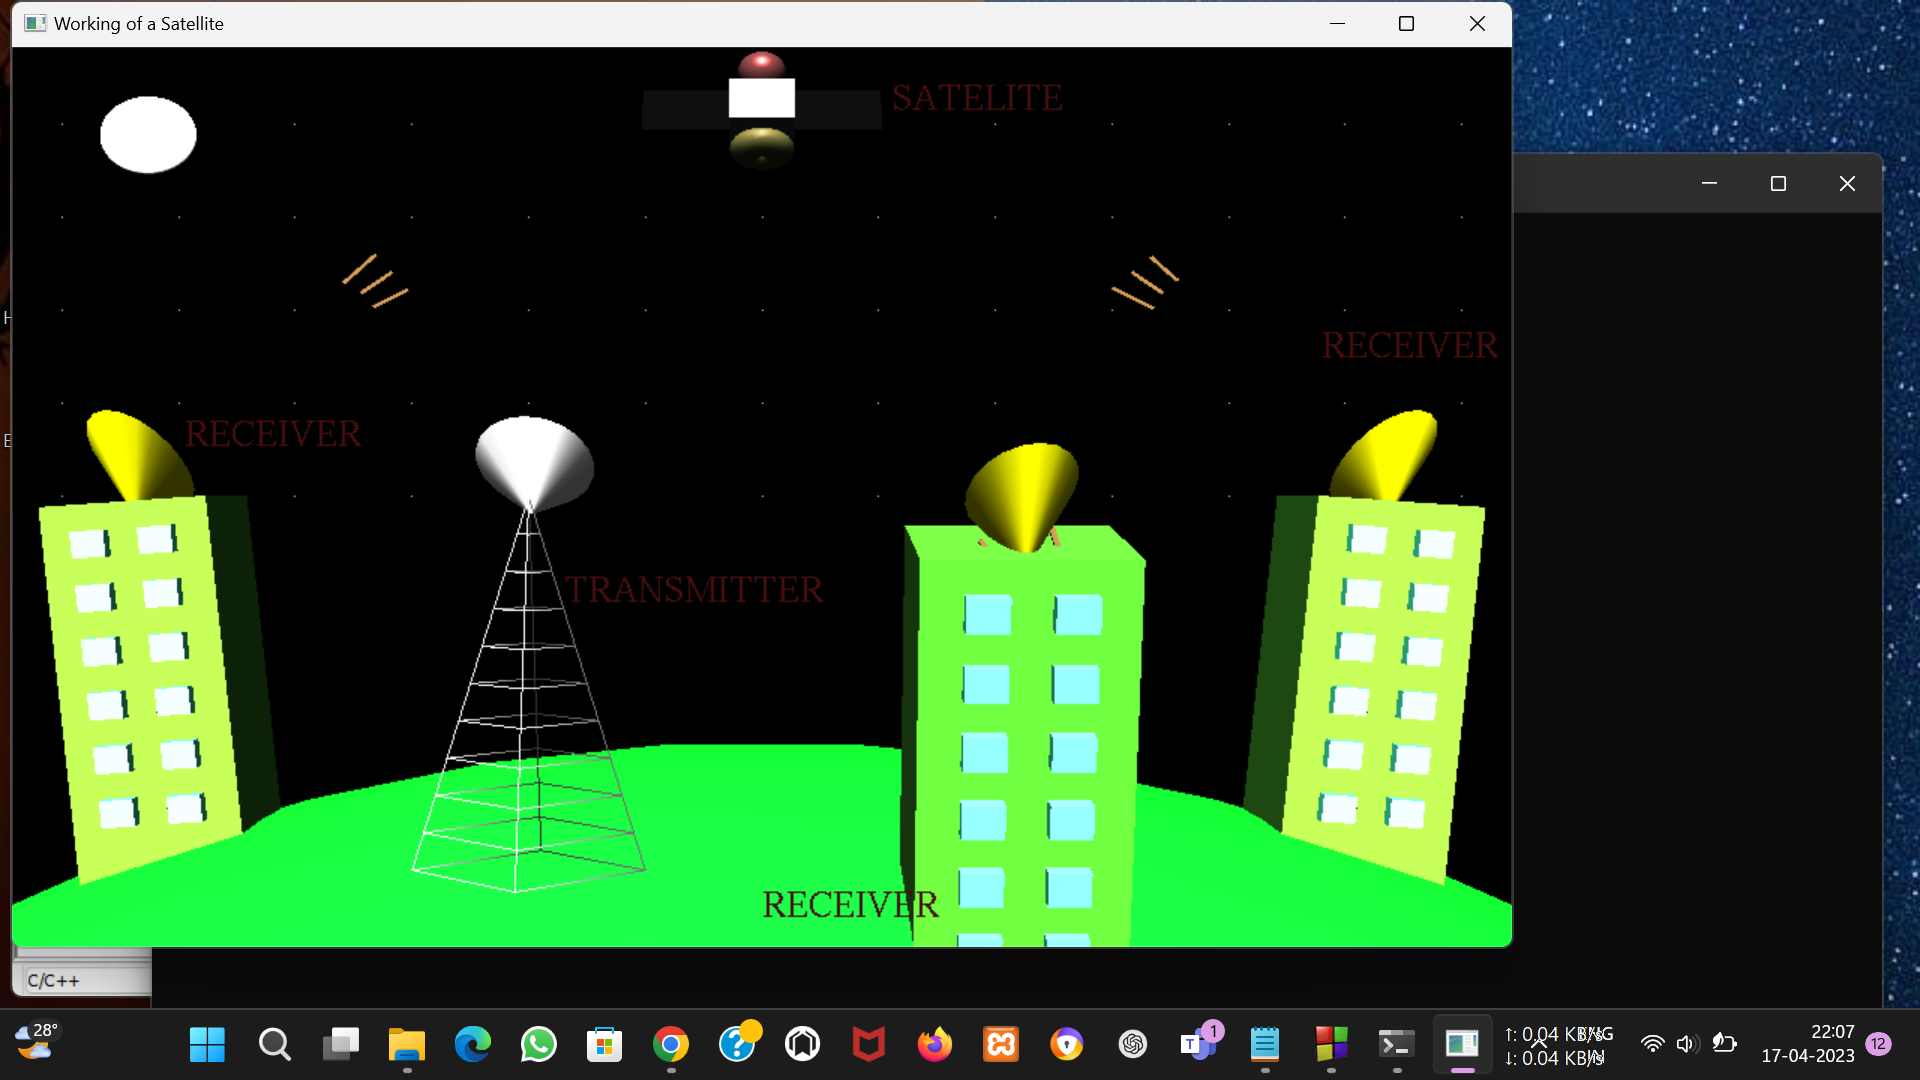 Working of a Satellite
SATELITE
RECEIVER
RECEIVER
TRANSMITTER
RECEIVER
H
E
C/C++
28°
1
↑: 0.04 KB/s
↓: 0.04 KB/s
22:07
17-04-2023
12